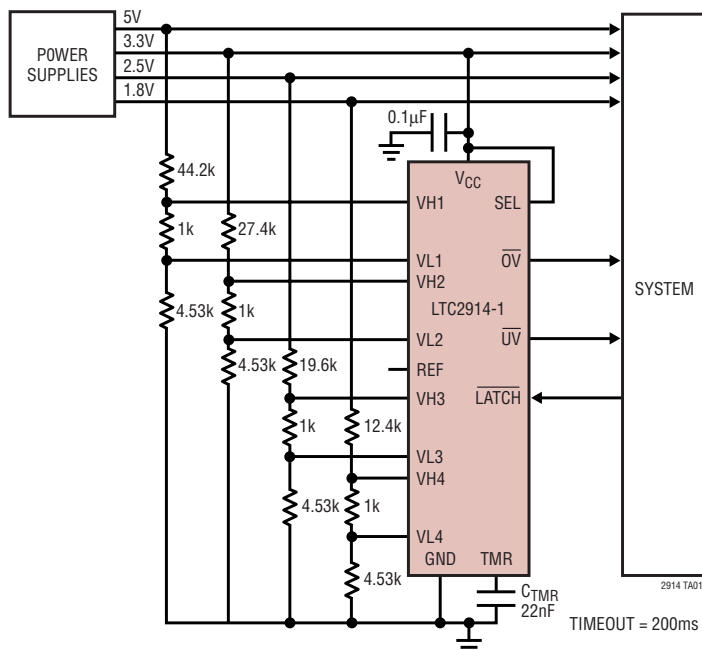 5V
POWER
SUPPLIES
3.3V
2.5V
1.8V
0.1μF
44.2k
VCC
VH1
SEL
1k
27.4k
VL1
OV
VH2
LTC2914-1
SYSTEM
4.53k
1k
VL2
UV
4.53k
19.6k
REF
VH3
LATCH
1k
12.4k
VL3
VH4
4.53k
1k
VL4
GND
TMR
4.53k
CTMR
22nF
2914 TA01
TIMEOUT = 200ms